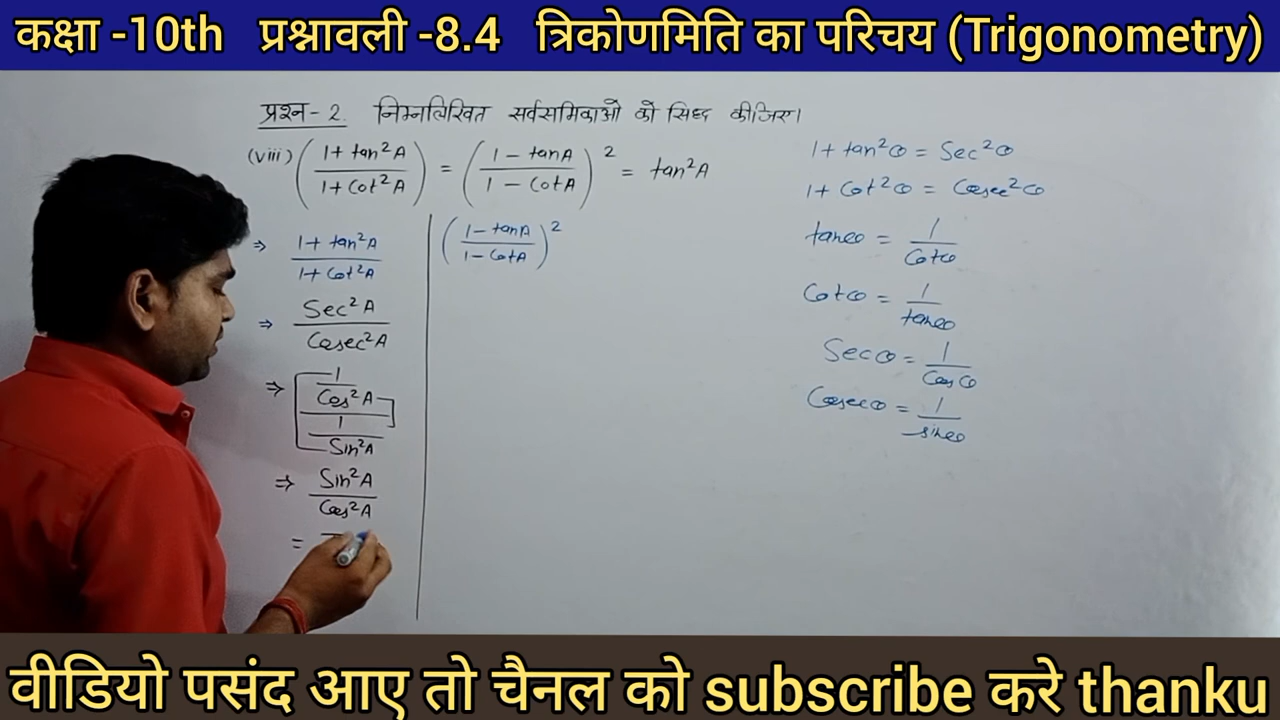 कक्षा -10th प्रश्नावली -8.4 त्रिकोणमिति का परिचय (Trigonometry)
प्रश्न - 2. निम्नलिखित सर्वसमिकाओ को सिध्द कीजिए।
(viii) ((1 + tan²A)/(1 + Cot²A)) = ((1 - tanA)/(1 - CotA))² = tan²A
⇒ (1 + tan²A)/(1 + Cot²A)
⇒ Sec²A/Cosec²A
⇒ (1/Cos²A)/(1/Sin²A)
⇒ Sin²A/Cos²A
=
((1 - tanA)/(1 - CotA))²
1 + tan²θ = Sec²θ
1 + Cot²θ = Cosec²θ
tanθ = 1/Cotθ
Cotθ = 1/tanθ
Secθ = 1/Cosθ
Cosecθ = 1/sinθ
वीडियो पसंद आए तो चैनल को subscribe करे thanku